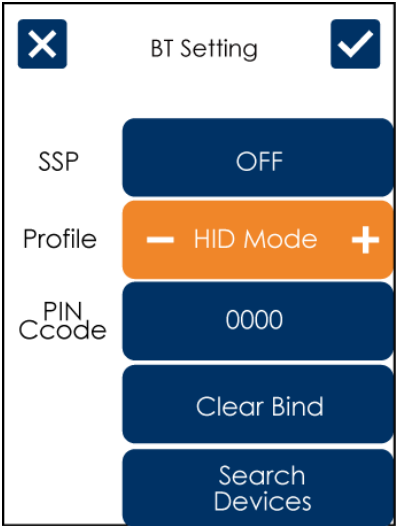 BT Setting
SSP
OFF
Profile
HID Mode
PIN
Ccode
0000
Clear Bind
Search
Devices